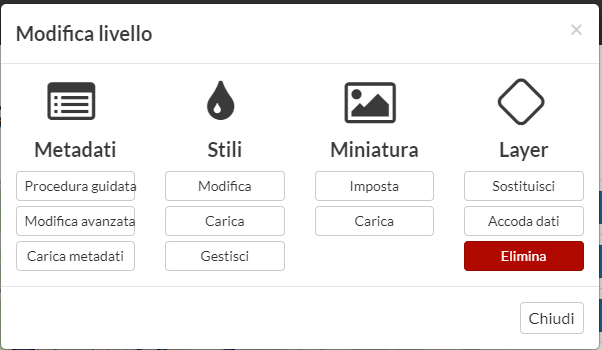 Modifica livello
×
Metadati
Stili
Miniatura
Layer
Procedura guidata
Modifica
Imposta
Sostituisci
Modifica avanzata
Carica
Carica
Accoda dati
Carica metadati
Gestisci
Elimina
Chiudi